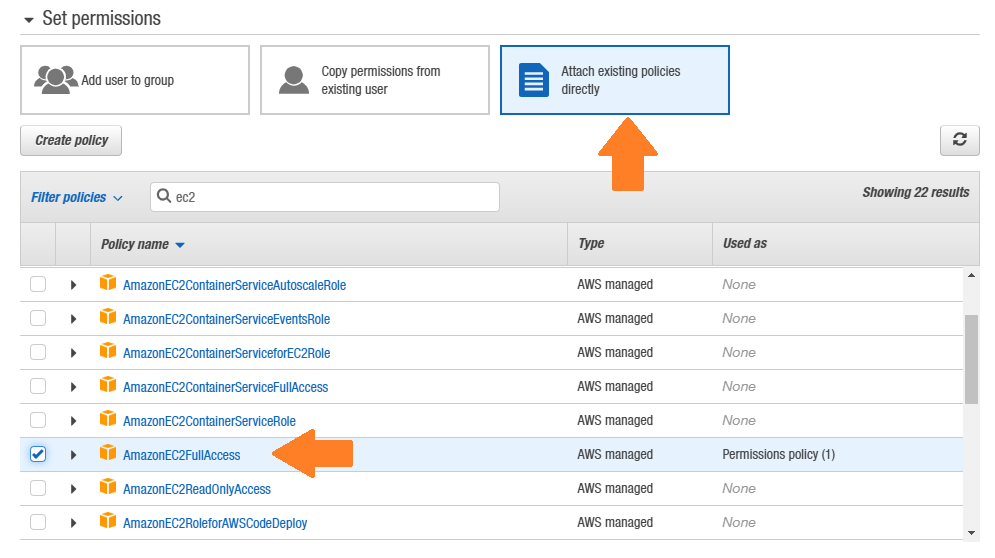 Set permissions
Add user to group
Copy permissions from
existing user
Attach existing policies
directly
Create policy
Filter policies
ec2
Showing 22 results
Policy name Type Used as
AmazonEC2ContainerServiceAutoscaleRole AWS managed None
AmazonEC2ContainerServiceEventsRole AWS managed None
AmazonEC2ContainerServiceforEC2Role AWS managed None
AmazonEC2ContainerServiceFullAccess AWS managed None
AmazonEC2ContainerServiceRole AWS managed None
AmazonEC2FullAccess AWS managed Permissions policy (1)
AmazonEC2ReadOnlyAccess AWS managed None
AmazonEC2RoleforAWSCodeDeploy AWS managed None